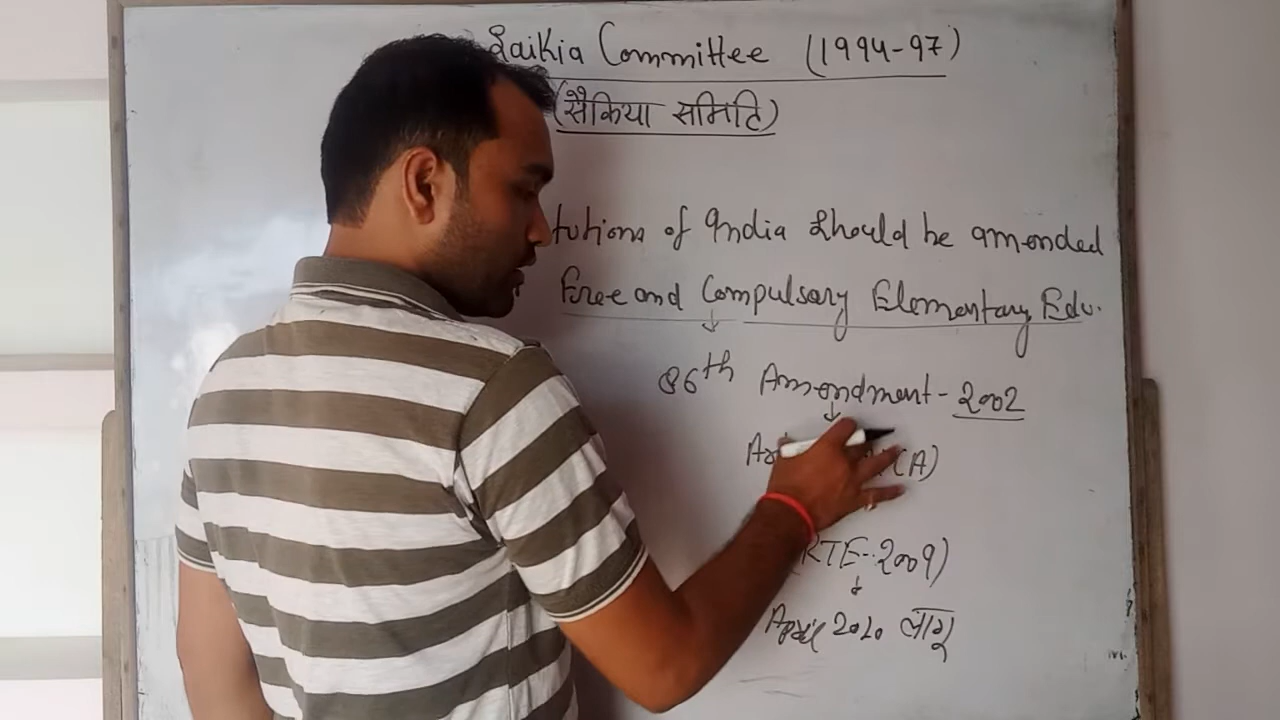 Saikia Committee (1994-97)
(सैकिया समिति)
tutions of India should be amended
Free and Compulsary Elementary Edu.
86th Amendment - 2002
(A)
(RTE-2009)
April 2010 लागू